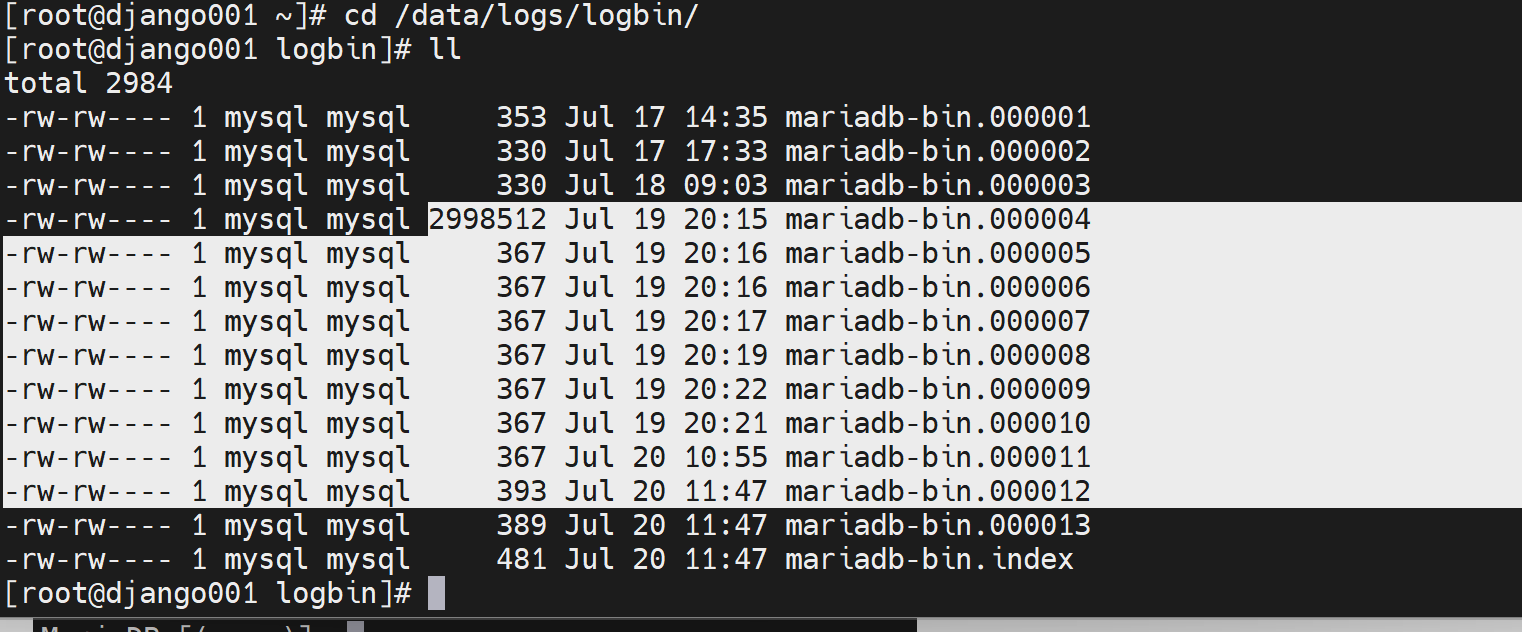 [root@django001 ~]# cd /data/logs/logbin/
[root@django001 logbin]# ll
total 2984
-rw-rw---- 1 mysql mysql     353 Jul 17 14:35 mariadb-bin.000001
-rw-rw---- 1 mysql mysql     330 Jul 17 17:33 mariadb-bin.000002
-rw-rw---- 1 mysql mysql     330 Jul 18 09:03 mariadb-bin.000003
-rw-rw---- 1 mysql mysql 2998512 Jul 19 20:15 mariadb-bin.000004
-rw-rw---- 1 mysql mysql     367 Jul 19 20:16 mariadb-bin.000005
-rw-rw---- 1 mysql mysql     367 Jul 19 20:16 mariadb-bin.000006
-rw-rw---- 1 mysql mysql     367 Jul 19 20:17 mariadb-bin.000007
-rw-rw---- 1 mysql mysql     367 Jul 19 20:19 mariadb-bin.000008
-rw-rw---- 1 mysql mysql     367 Jul 19 20:22 mariadb-bin.000009
-rw-rw---- 1 mysql mysql     367 Jul 19 20:21 mariadb-bin.000010
-rw-rw---- 1 mysql mysql     367 Jul 20 10:55 mariadb-bin.000011
-rw-rw---- 1 mysql mysql     393 Jul 20 11:47 mariadb-bin.000012
-rw-rw---- 1 mysql mysql     389 Jul 20 11:47 mariadb-bin.000013
-rw-rw---- 1 mysql mysql     481 Jul 20 11:47 mariadb-bin.index
[root@django001 logbin]#